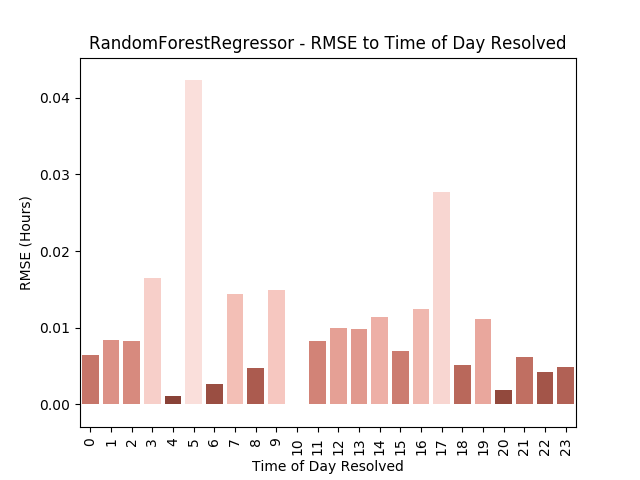 RandomForestRegressor - RMSE to Time of Day Resolved
0.04
0.03
0.02
0.01
0.00
RMSE (Hours)
0 1 2 3 4 5 6 7 8 9 10 11 12 13 14 15 16 17 18 19 20 21 22 23
Time of Day Resolved